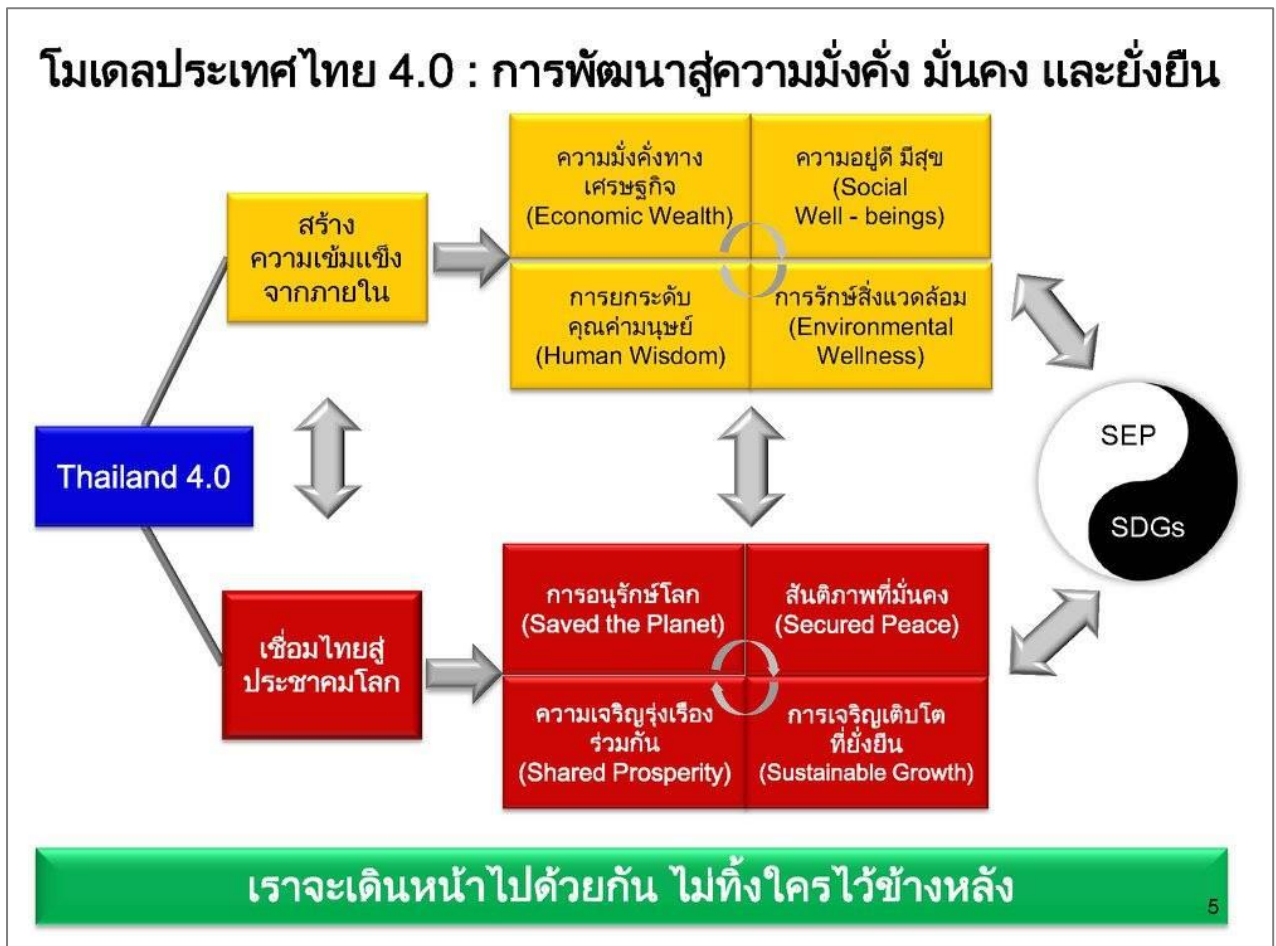 โมเดลประเทศไทย 4.0 : การพัฒนาสู่ความมั่งคั่ง มั่นคง และยั่งยืน
ความมั่งคั่งทาง
เศรษฐกิจ
(Economic Wealth)
ความอยู่ดี มีสุข
(Social
Well - beings)
สร้าง
ความเข้มแข็ง
จากภายใน
การยกระดับ
คุณค่ามนุษย์
(Human Wisdom)
การรักษ์สิ่งแวดล้อม
(Environmental
Wellness)
Thailand 4.0
SEP
SDGs
การอนุรักษ์โลก
(Saved the Planet)
สันติภาพที่มั่นคง
(Secured Peace)
เชื่อมไทยสู่
ประชาคมโลก
ความเจริญรุ่งเรือง
ร่วมกัน
(Shared Prosperity)
การเจริญเติบโต
ที่ยั่งยืน
(Sustainable Growth)
เราจะเดินหน้าไปด้วยกัน ไม่ทิ้งใครไว้ข้างหลัง
5